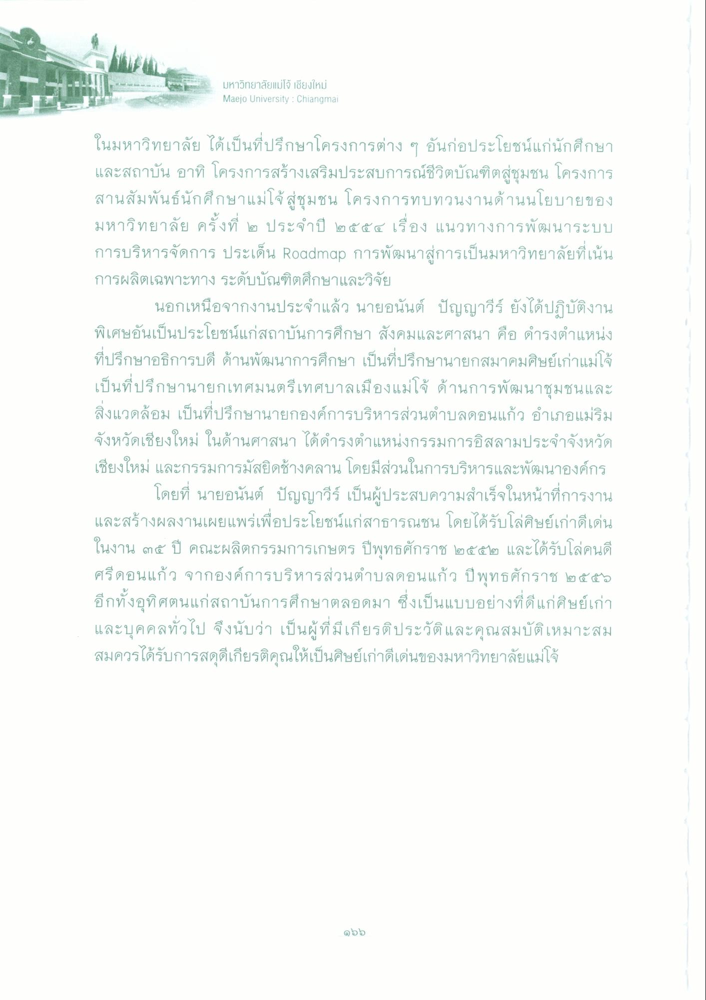 มหาวิทยาลัยแม่โจ้ เชียงใหม่
Maejo University : Chiangmai
ในมหาวิทยาลัย ได้เป็นที่ปรึกษาโครงการต่าง ๆ อันก่อประโยชน์แก่นักศึกษา
และสถาบัน อาทิ โครงการสร้างเสริมประสบการณ์ชีวิตบัณฑิตสู่ชุมชน โครงการ
สานสัมพันธ์นักศึกษาแม่โจ้สู่ชุมชน โครงการทบทวนงานด้านนโยบายของ
มหาวิทยาลัย ครั้งที่ ๒ ประจำปี ๒๕๕๔ เรื่อง แนวทางการพัฒนาระบบ
การบริหารจัดการ ประเด็น Roadmap การพัฒนาสู่การเป็นมหาวิทยาลัยที่เน้น
การผลิตเฉพาะทาง ระดับบัณฑิตศึกษาและวิจัย
นอกเหนือจากงานประจำแล้ว นายอนันต์ ปัญญาวีร์ ยังได้ปฏิบัติงาน
พิเศษอันเป็นประโยชน์แก่สถาบันการศึกษา สังคมและศาสนา คือ ดำรงตำแหน่ง
ที่ปรึกษาอธิการบดี ด้านพัฒนาการศึกษา เป็นที่ปรึกษานายกสมาคมศิษย์เก่าแม่โจ้
เป็นที่ปรึกษานายกเทศมนตรีเทศบาลเมืองแม่โจ้ ด้านการพัฒนาชุมชนและ
สิ่งแวดล้อม เป็นที่ปรึกษานายกองค์การบริหารส่วนตำบลดอนแก้ว อำเภอแม่ริม
จังหวัดเชียงใหม่ ในด้านศาสนา ได้ดำรงตำแหน่งกรรมการอิสลามประจำจังหวัด
เชียงใหม่ และกรรมการมัสยิดช้างคลาน โดยมีส่วนในการบริหารและพัฒนาองค์กร
โดยที่ นายอนันต์ ปัญญาวีร์ เป็นผู้ประสบความสำเร็จในหน้าที่การงาน
และสร้างผลงานเผยแพร่เพื่อประโยชน์แก่สาธารณชน โดยได้รับโล่ศิษย์เก่าดีเด่น
ในงาน ๓๕ ปี คณะผลิตกรรมการเกษตร ปีพุทธศักราช ๒๕๕๒ และได้รับโล่คนดี
ศรีดอนแก้ว จากองค์การบริหารส่วนตำบลดอนแก้ว ปีพุทธศักราช ๒๕๕๖
อีกทั้งอุทิศตนแก่สถาบันการศึกษาตลอดมา ซึ่งเป็นแบบอย่างที่ดีแก่ศิษย์เก่า
และบุคคลทั่วไป จึงนับว่า เป็นผู้ที่มีเกียรติประวัติและคุณสมบัติเหมาะสม
สมควรได้รับการสดุดีเกียรติคุณให้เป็นศิษย์เก่าดีเด่นของมหาวิทยาลัยแม่โจ้
๑๖๖